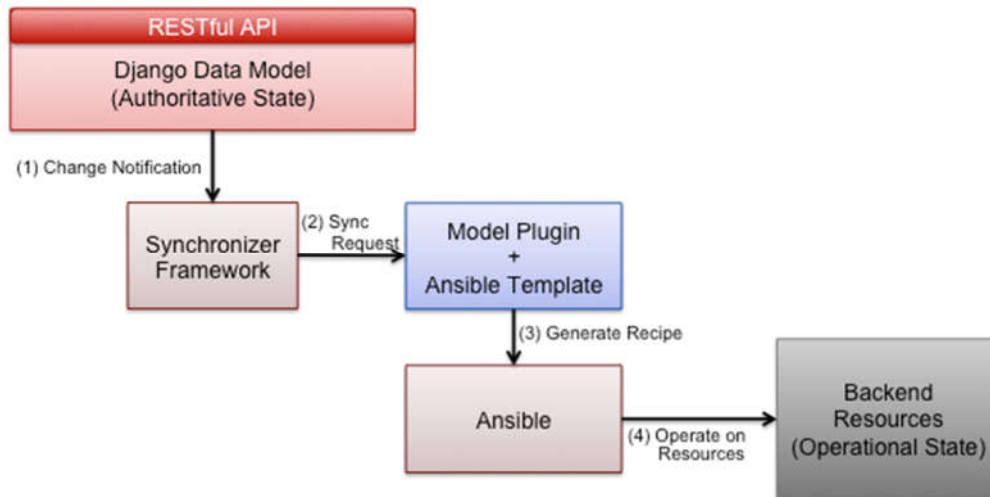 RESTful API
Django Data Model
(Authoritative State)
(1) Change Notification
Synchronizer
Framework
(2) Sync
Request
Model Plugin
+
Ansible Template
(3) Generate Recipe
Ansible
(4) Operate on
Resources
Backend
Resources
(Operational State)